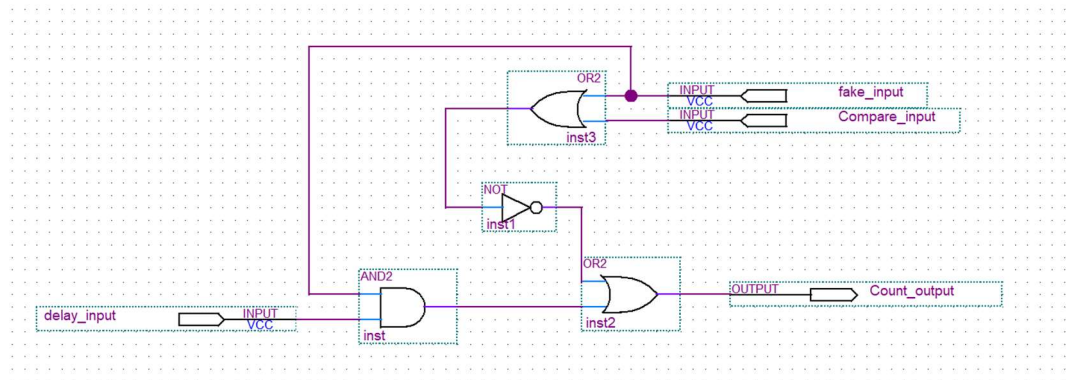 OR2
INPUT
VCC
fake_input
INPUT
VCC
Compare_input
inst3
NOT
inst1
AND2
OR2
delay_input
INPUT
VCC
inst
inst2
OUTPUT
Count_output